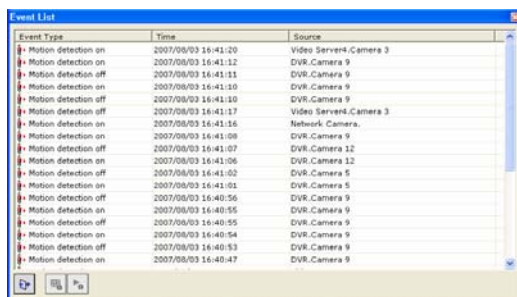 Event List
Event Type Time Source
Motion detection on 2007/08/03 16:41:20 Video Server4.Camera 3
Motion detection on 2007/08/03 16:41:12 DVR.Camera 9
Motion detection off 2007/08/03 16:41:11 DVR.Camera 9
Motion detection on 2007/08/03 16:41:10 DVR.Camera 9
Motion detection off 2007/08/03 16:41:10 DVR.Camera 9
Motion detection off 2007/08/03 16:41:17 Video Server4.Camera 3
Motion detection on 2007/08/03 16:41:16 Network Camera.
Motion detection on 2007/08/03 16:41:08 DVR.Camera 9
Motion detection off 2007/08/03 16:41:07 DVR.Camera 12
Motion detection on 2007/08/03 16:41:06 DVR.Camera 12
Motion detection off 2007/08/03 16:41:02 DVR.Camera 5
Motion detection on 2007/08/03 16:41:01 DVR.Camera 5
Motion detection off 2007/08/03 16:40:56 DVR.Camera 9
Motion detection on 2007/08/03 16:40:55 DVR.Camera 9
Motion detection off 2007/08/03 16:40:55 DVR.Camera 9
Motion detection on 2007/08/03 16:40:54 DVR.Camera 9
Motion detection off 2007/08/03 16:40:53 DVR.Camera 9
Motion detection on 2007/08/03 16:40:47 DVR.Camera 9